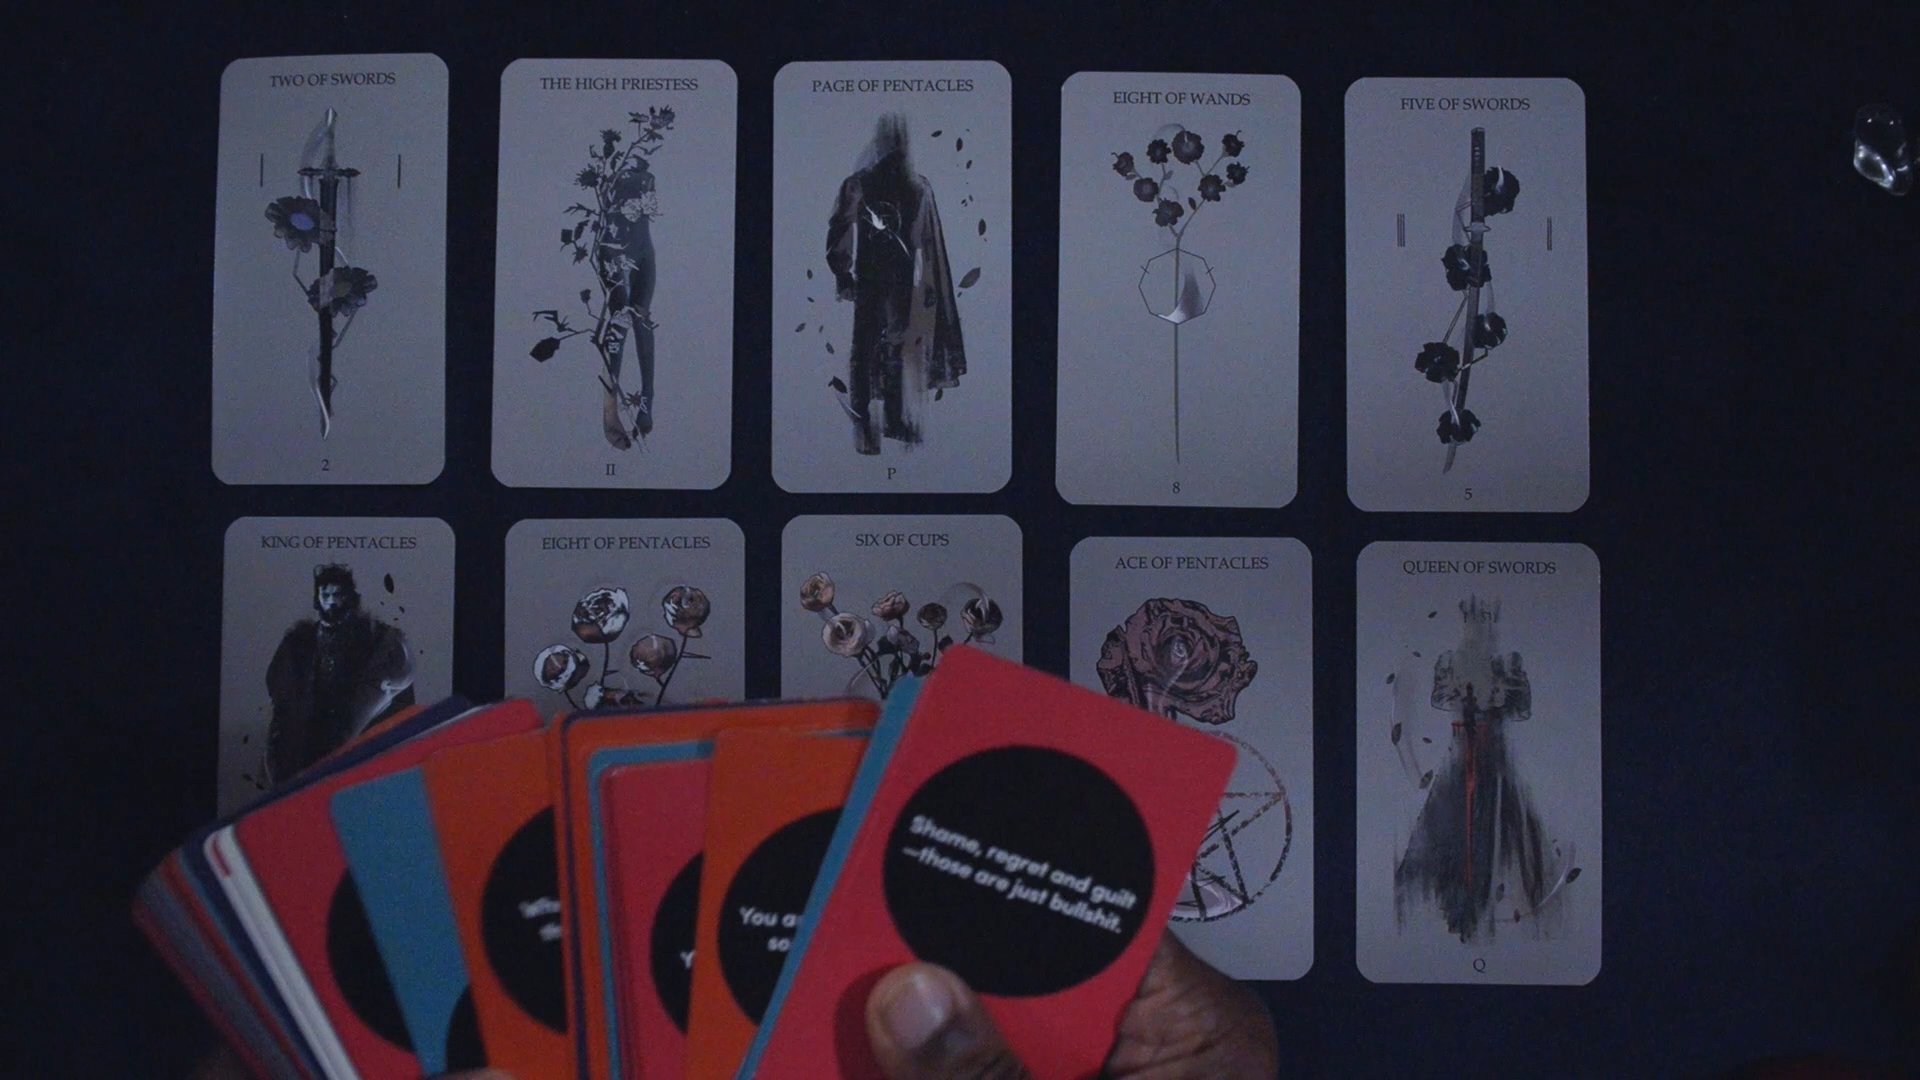 TWO OF SWORDS
2
THE HIGH PRIESTESS
II
PAGE OF PENTACLES
P
EIGHT OF WANDS
8
FIVE OF SWORDS
5
KING OF PENTACLES
EIGHT OF PENTACLES
SIX OF CUPS
ACE OF PENTACLES
QUEEN OF SWORDS
Q
You a
so
Shame, regret and guilt
—those are just bullshit.